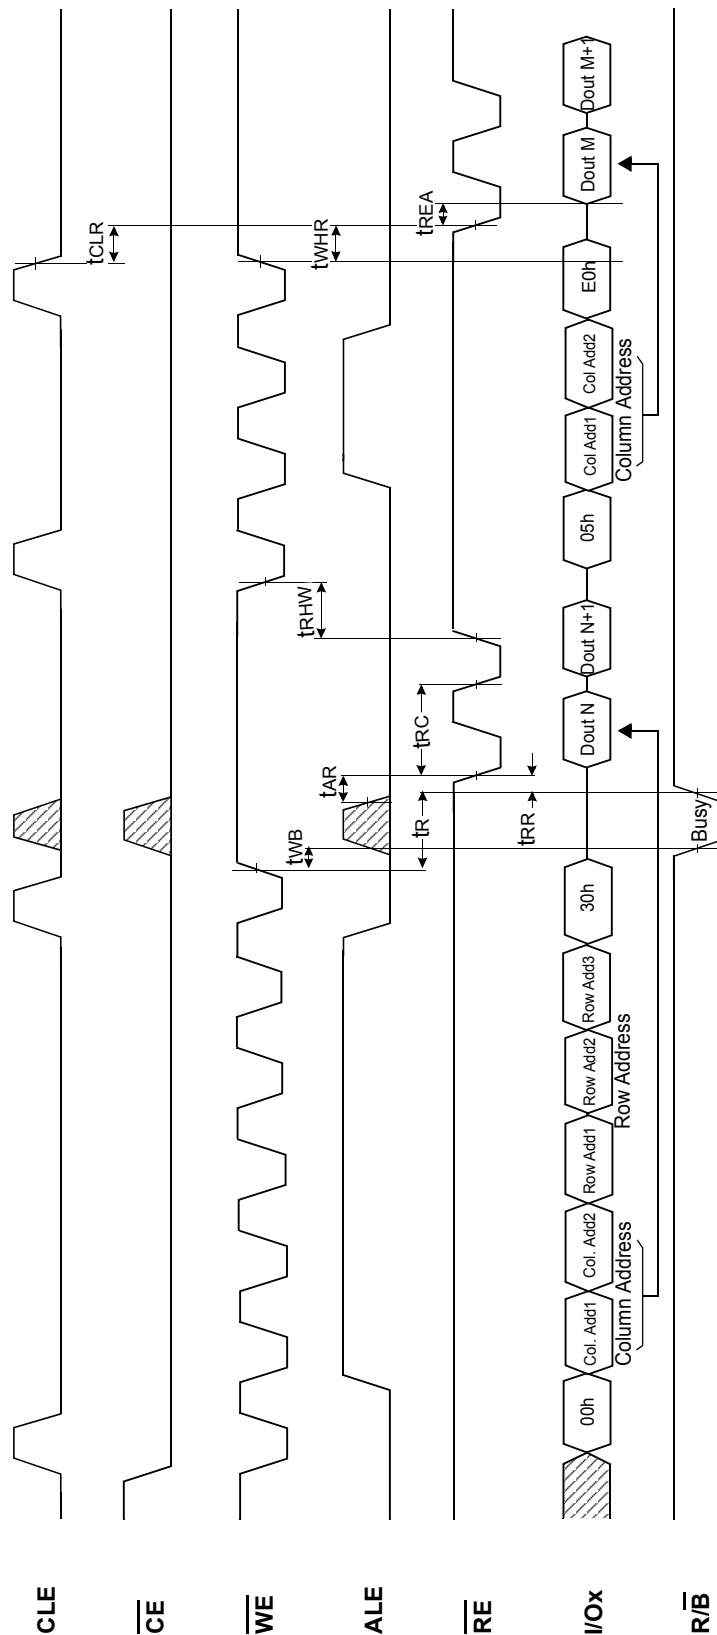 CLE
tCLR
CE
WE
tWB
tRHW
tWHR
ALE
tAR
tR
tRC
tREA
RE
tRR
I/Ox
00h
Col. Add1
Col. Add2
Row Add1
Row Add2
Row Add3
30h
Dout N
Dout N+1
05h
Col Add1
Col Add2
E0h
Dout M
Dout M+1
Column Address
Row Address
Column Address
R/B
Busy